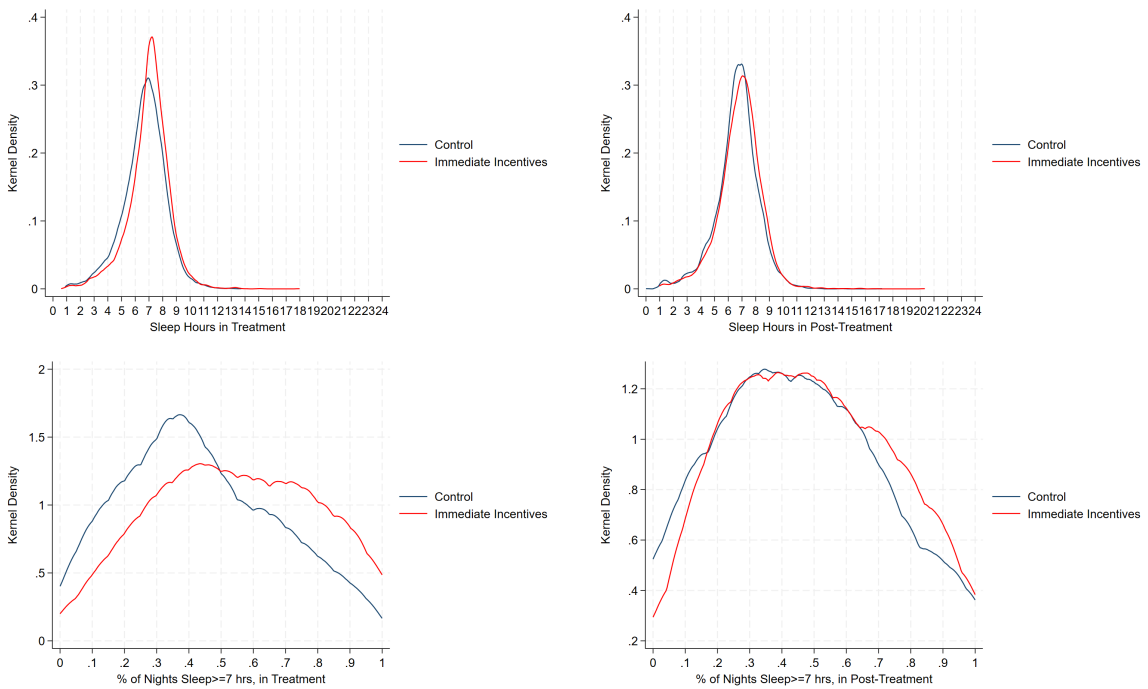 .4
.3
.2
.1
0
Kernel Density
0 1 2 3 4 5 6 7 8 9 10 11 12 13 14 15 16 17 18 19 20 21 22 23 24
Sleep Hours in Treatment
Control
Immediate Incentives
.4
.3
.2
.1
0
Kernel Density
0 1 2 3 4 5 6 7 8 9 10 11 12 13 14 15 16 17 18 19 20 21 22 23 24
Sleep Hours in Post-Treatment
Control
Immediate Incentives
2
1.5
1
.5
0
Kernel Density
0 .1 .2 .3 .4 .5 .6 .7 .8 .9 1
% of Nights Sleep>=7 hrs, in Treatment
Control
Immediate Incentives
1.2
1
.8
.6
.4
.2
Kernel Density
0 .1 .2 .3 .4 .5 .6 .7 .8 .9 1
% of Nights Sleep>=7 hrs, in Post-Treatment
Control
Immediate Incentives